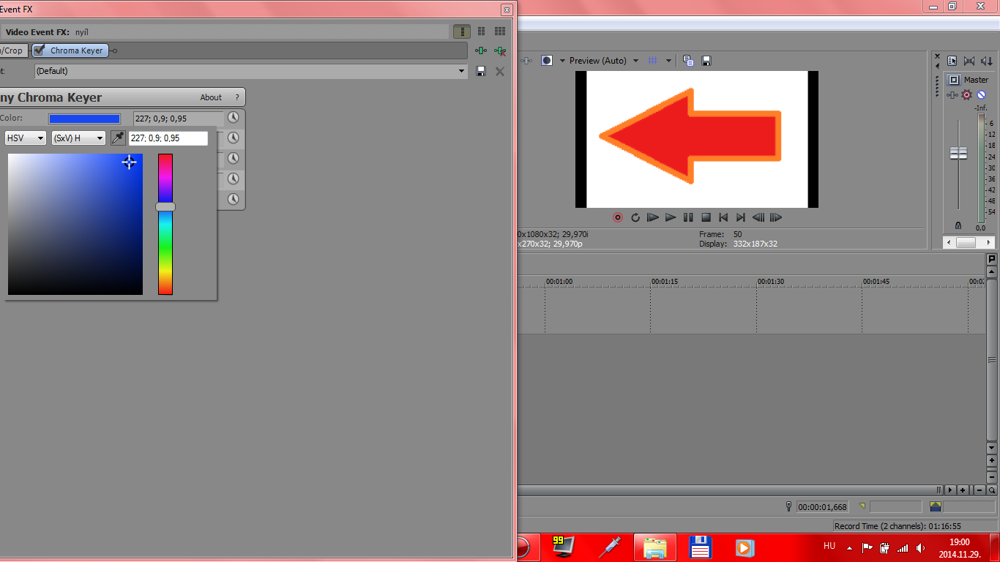 Event FX
Video Event FX: nyíl
n/Crop Chroma Keyer
et: (Default)
ny Chroma Keyer About ?
Color: 227; 0,9; 0,95
HSV (SxV) H 227; 0,9; 0,95
Preview (Auto)
0x1080x32; 29,970i Frame: 50
x270x32; 29,970p Display: 332x187x32
Master
-Inf.
6
12
18
24
30
36
42
48
54
0,0
00:01:00 00:01:15 00:01:30 00:01:45 00:0
00:00:01,668
Record Time (2 channels): 01:16:55
99
HU 19:00
2014.11.29.